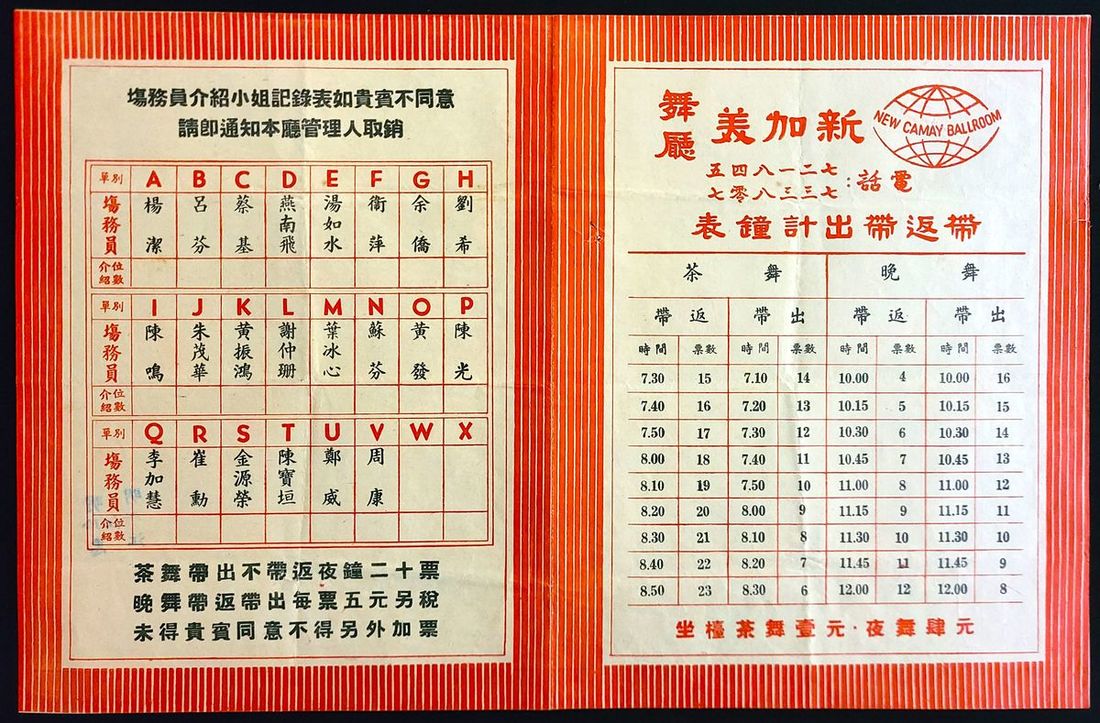 塲務員介紹小姐記錄表如貴賓不同意
請即通知本廳管理人取銷
單別 A B C D E F G H
塲務員 楊潔 呂芬 蔡基 燕南飛 湯如水 衞萍 余僑 劉希
介紹位數
單別 I J K L M N O P
塲務員 陳鳴 朱茂華 黃振鴻 謝仲珊 葉冰心 蘇芬 黃發 陳光
介紹位數
單別 Q R S T U V W X
塲務員 李加慧 崔勳 金源榮 陳寶垣 鄭威 周康
介紹位數
茶舞帶出不帶返夜鐘二十票
晚舞帶返帶出每票五元另稅
未得貴賓同意不得另外加票
NEW CAMAY BALLROOM
新加美舞廳
電話:七二一八四五
七三三八零七
帶返帶出計鐘表
茶舞 晚舞
帶返 帶出 帶返 帶出
時間 票數 時間 票數 時間 票數 時間 票數
7.30 15 7.10 14 10.00 4 10.00 16
7.40 16 7.20 13 10.15 5 10.15 15
7.50 17 7.30 12 10.30 6 10.30 14
8.00 18 7.40 11 10.45 7 10.45 13
8.10 19 7.50 10 11.00 8 11.00 12
8.20 20 8.00 9 11.15 9 11.15 11
8.30 21 8.10 8 11.30 10 11.30 10
8.40 22 8.20 7 11.45 11 11.45 9
8.50 23 8.30 6 12.00 12 12.00 8
坐檯茶舞壹元·夜舞肆元